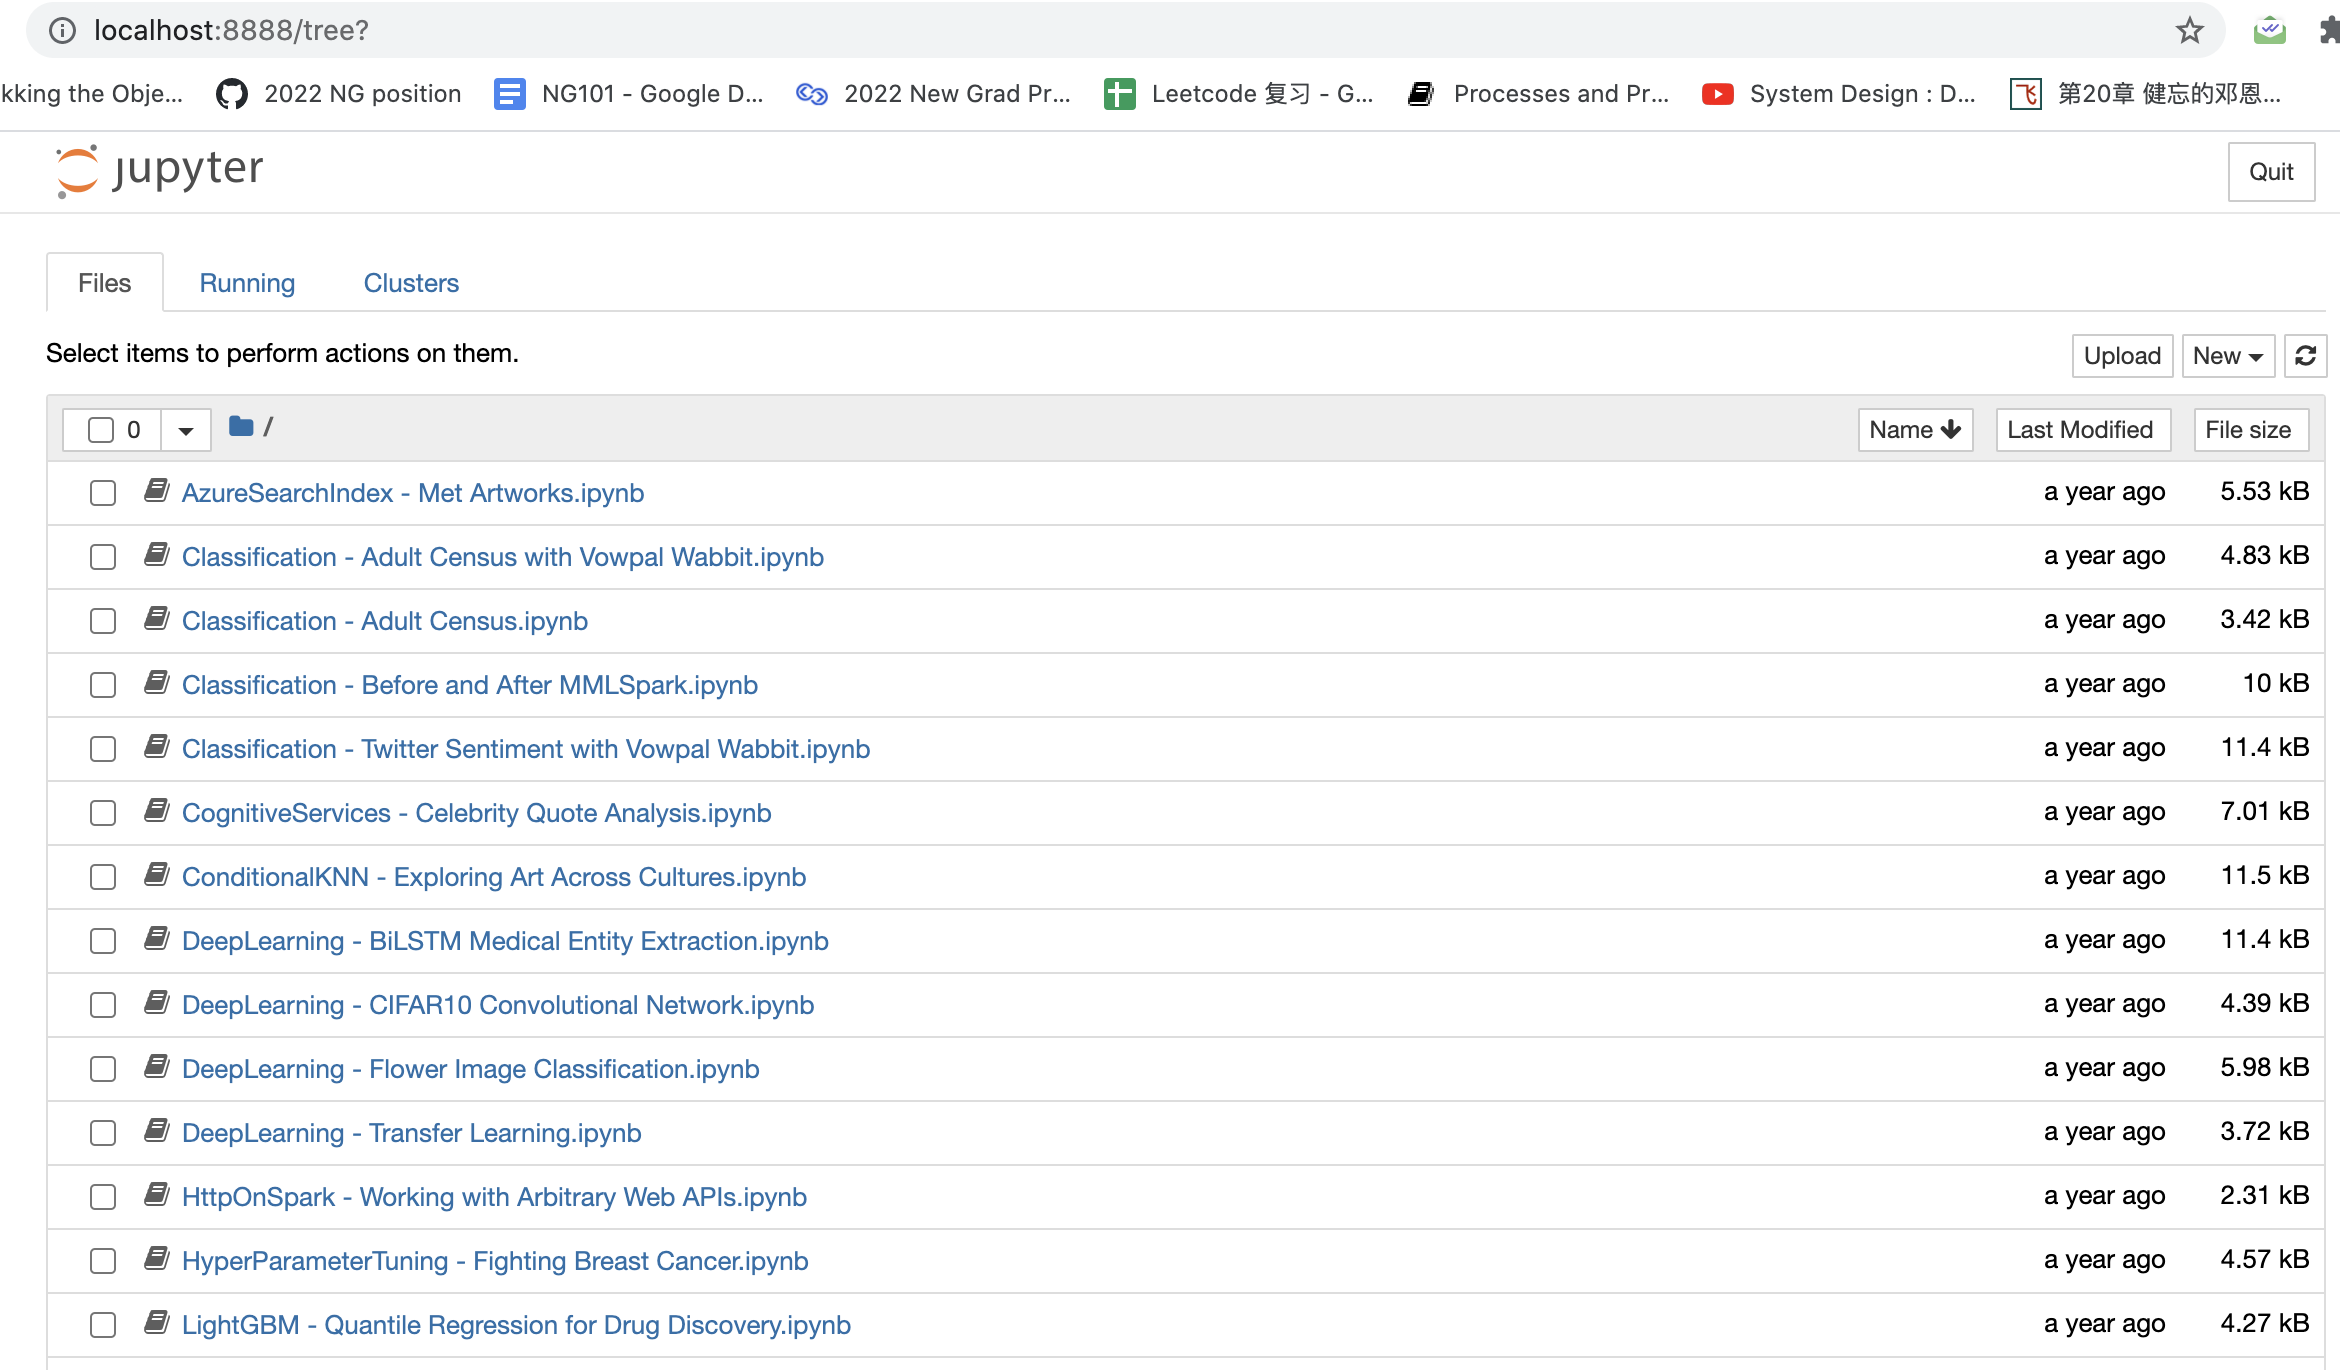 localhost:8888/tree?
kking the Obje... 2022 NG position NG101 - Google D... 2022 New Grad Pr... Leetcode 复习 - G... Processes and Pr... System Design : D... 第20章 健忘的邓恩...
jupyter Quit
Files Running Clusters
Select items to perform actions on them. Upload New
0 / Name Last Modified File size
AzureSearchIndex - Met Artworks.ipynb a year ago 5.53 kB
Classification - Adult Census with Vowpal Wabbit.ipynb a year ago 4.83 kB
Classification - Adult Census.ipynb a year ago 3.42 kB
Classification - Before and After MMLSpark.ipynb a year ago 10 kB
Classification - Twitter Sentiment with Vowpal Wabbit.ipynb a year ago 11.4 kB
CognitiveServices - Celebrity Quote Analysis.ipynb a year ago 7.01 kB
ConditionalKNN - Exploring Art Across Cultures.ipynb a year ago 11.5 kB
DeepLearning - BiLSTM Medical Entity Extraction.ipynb a year ago 11.4 kB
DeepLearning - CIFAR10 Convolutional Network.ipynb a year ago 4.39 kB
DeepLearning - Flower Image Classification.ipynb a year ago 5.98 kB
DeepLearning - Transfer Learning.ipynb a year ago 3.72 kB
HttpOnSpark - Working with Arbitrary Web APIs.ipynb a year ago 2.31 kB
HyperParameterTuning - Fighting Breast Cancer.ipynb a year ago 4.57 kB
LightGBM - Quantile Regression for Drug Discovery.ipynb a year ago 4.27 kB